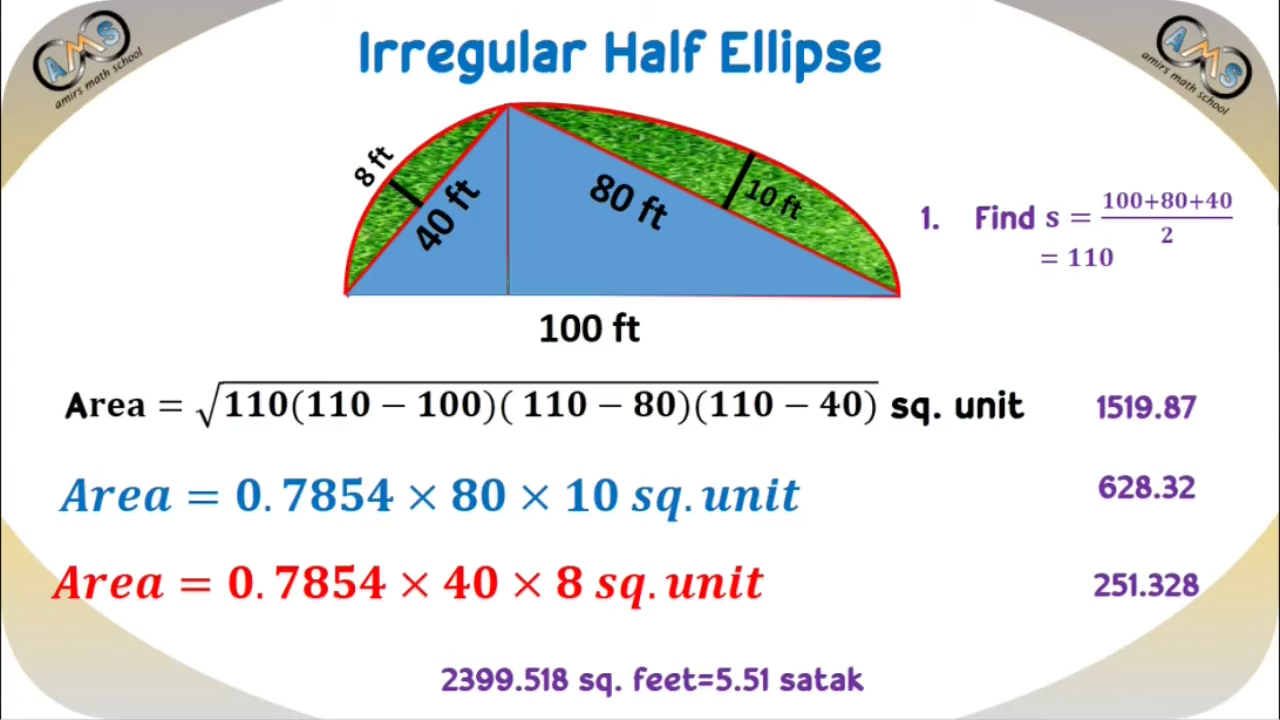 AMS
amirs math school
Irregular Half Ellipse
AMS
amirs math school
8 ft
40 ft
80 ft
10 ft
100 ft
1. Find s = \frac{100+80+40}{2}
= 110
Area = √110(110 − 100)( 110 − 80)(110 − 40) sq. unit
1519.87
Area = 0.7854 × 80 × 10 sq. unit
628.32
Area = 0.7854 × 40 × 8 sq. unit
251.328
2399.518 sq. feet=5.51 satak